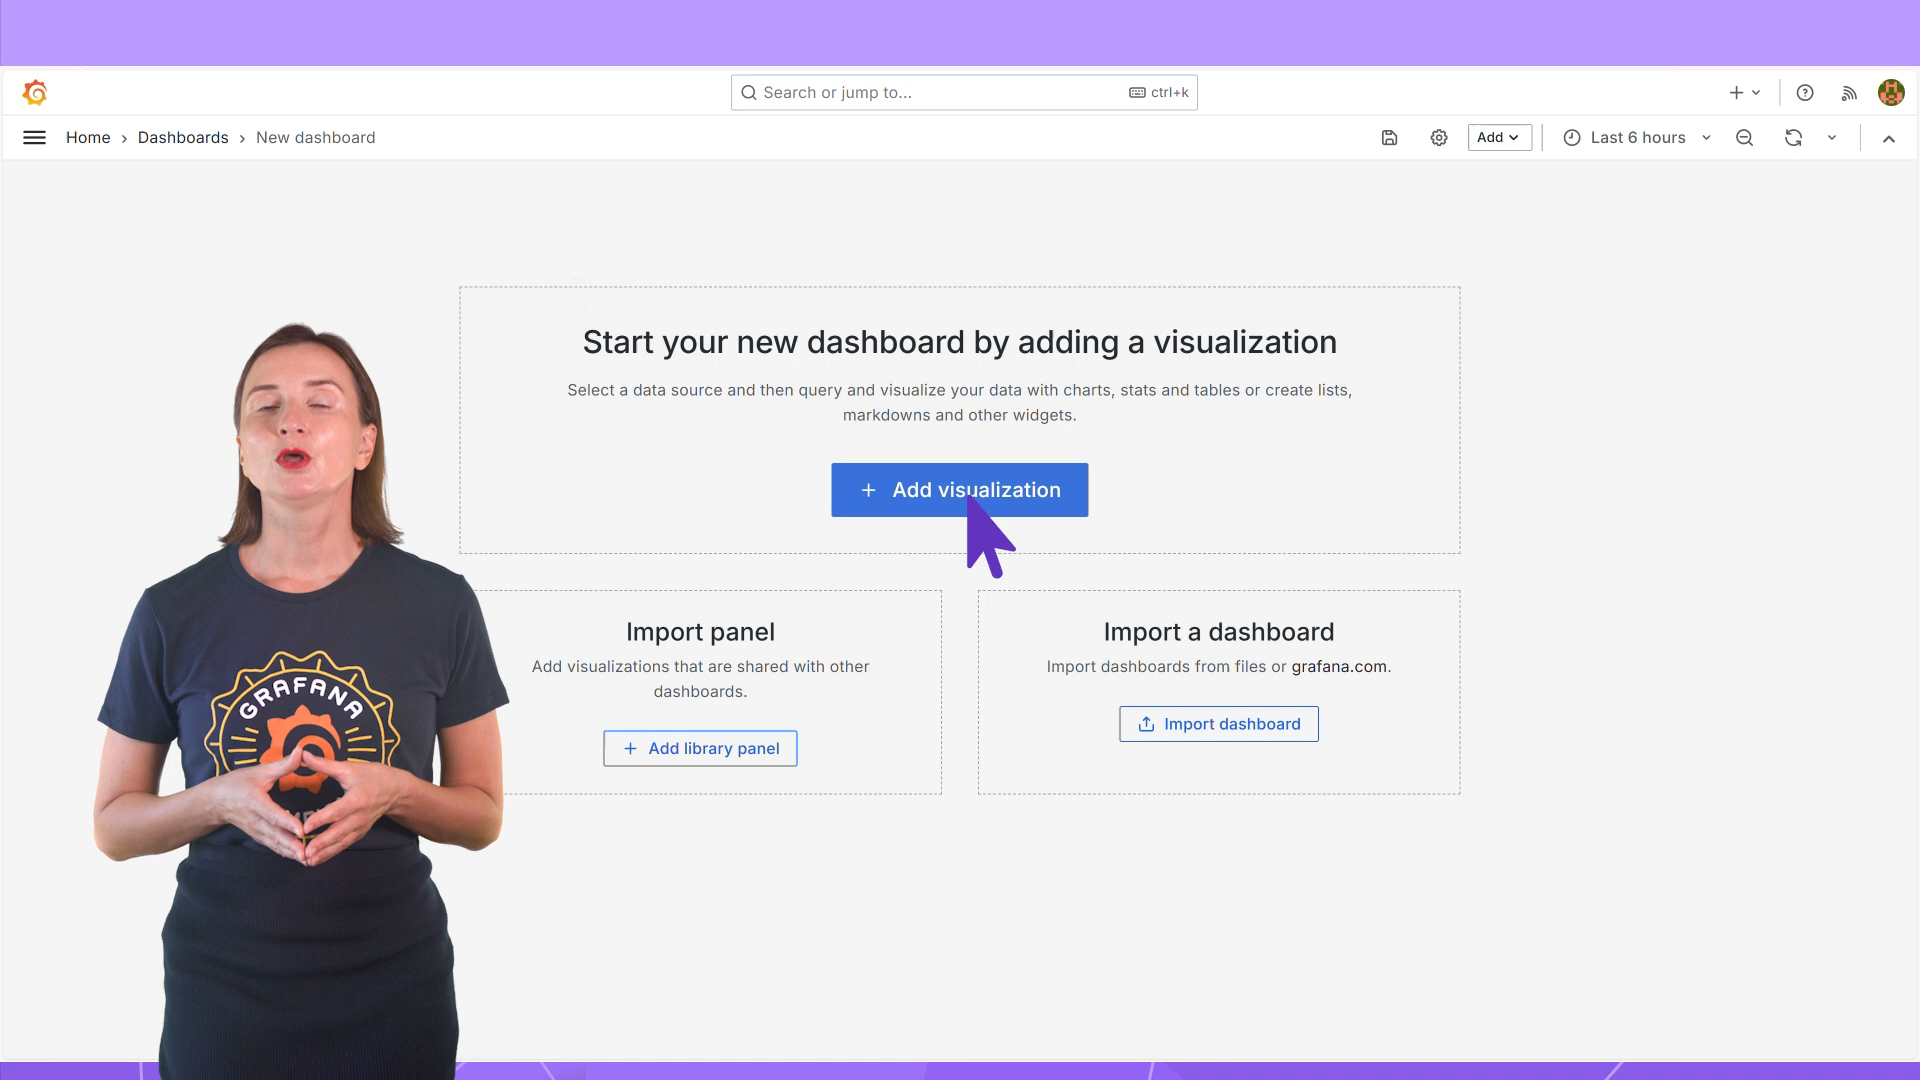 Search or jump to... ctrl+k
Home › Dashboards › New dashboard Add Last 6 hours
Start your new dashboard by adding a visualization
Select a data source and then query and visualize your data with charts, stats and tables or create lists,
markdowns and other widgets.
+ Add visualization
Import panel
Add visualizations that are shared with other
dashboards.
+ Add library panel
Import a dashboard
Import dashboards from files or grafana.com.
Import dashboard
GRAFANA